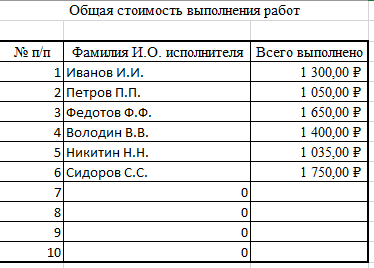 Общая стоимость выполнения работ
№ п/п Фамилия И.О. исполнителя Всего выполнено
1 Иванов И.И. 1 300,00 ₽
2 Петров П.П. 1 050,00 ₽
3 Федотов Ф.Ф. 1 650,00 ₽
4 Володин В.В. 1 400,00 ₽
5 Никитин Н.Н. 1 035,00 ₽
6 Сидоров С.С. 1 750,00 ₽
7 0
8 0
9 0
10 0